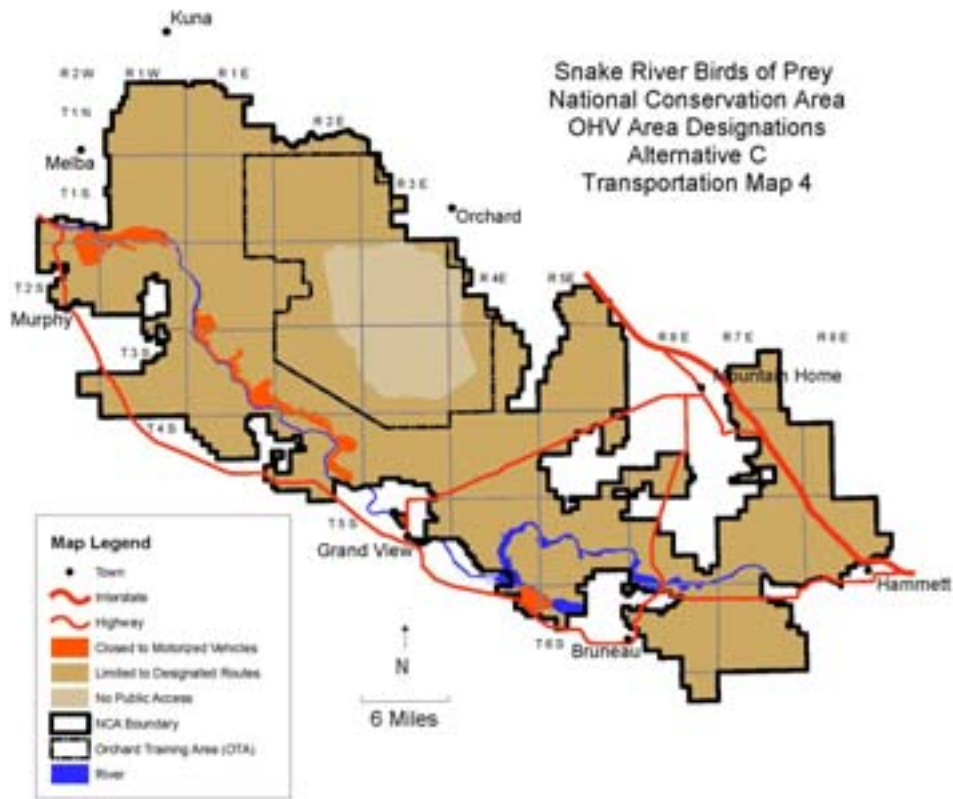 Kuna
R 2 W
R 1 W
R 1 E
Snake River Birds of Prey
National Conservation Area
OHV Area Designations
Alternative C
Transportation Map 4
T 1 N
R 2 E
Melba
T 1 S
R 3 E
Orchard
R 4 E
R 5 E
T 2 S
Murphy
R 6 E
R 7 E
R 8 E
T 3 S
Mountain Home
T 4 S
T 5 S
Grand View
Hammett
T 6 S
Bruneau
N
6 Miles
Map Legend
Town
Interstate
Highway
Closed to Motorized Vehicles
Limited to Designated Routes
No Public Access
NCA Boundary
Orchard Training Area (OTA)
River